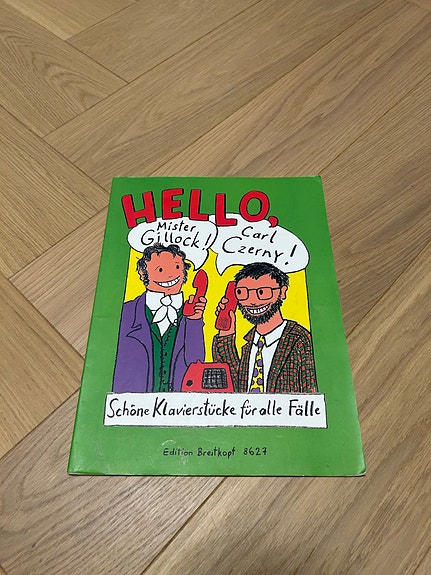 HELLO,
Mister
Gillock!
Carl
Czerny!
Schöne Klavierstücke für alle Fälle
Edition Breitkopf 8627